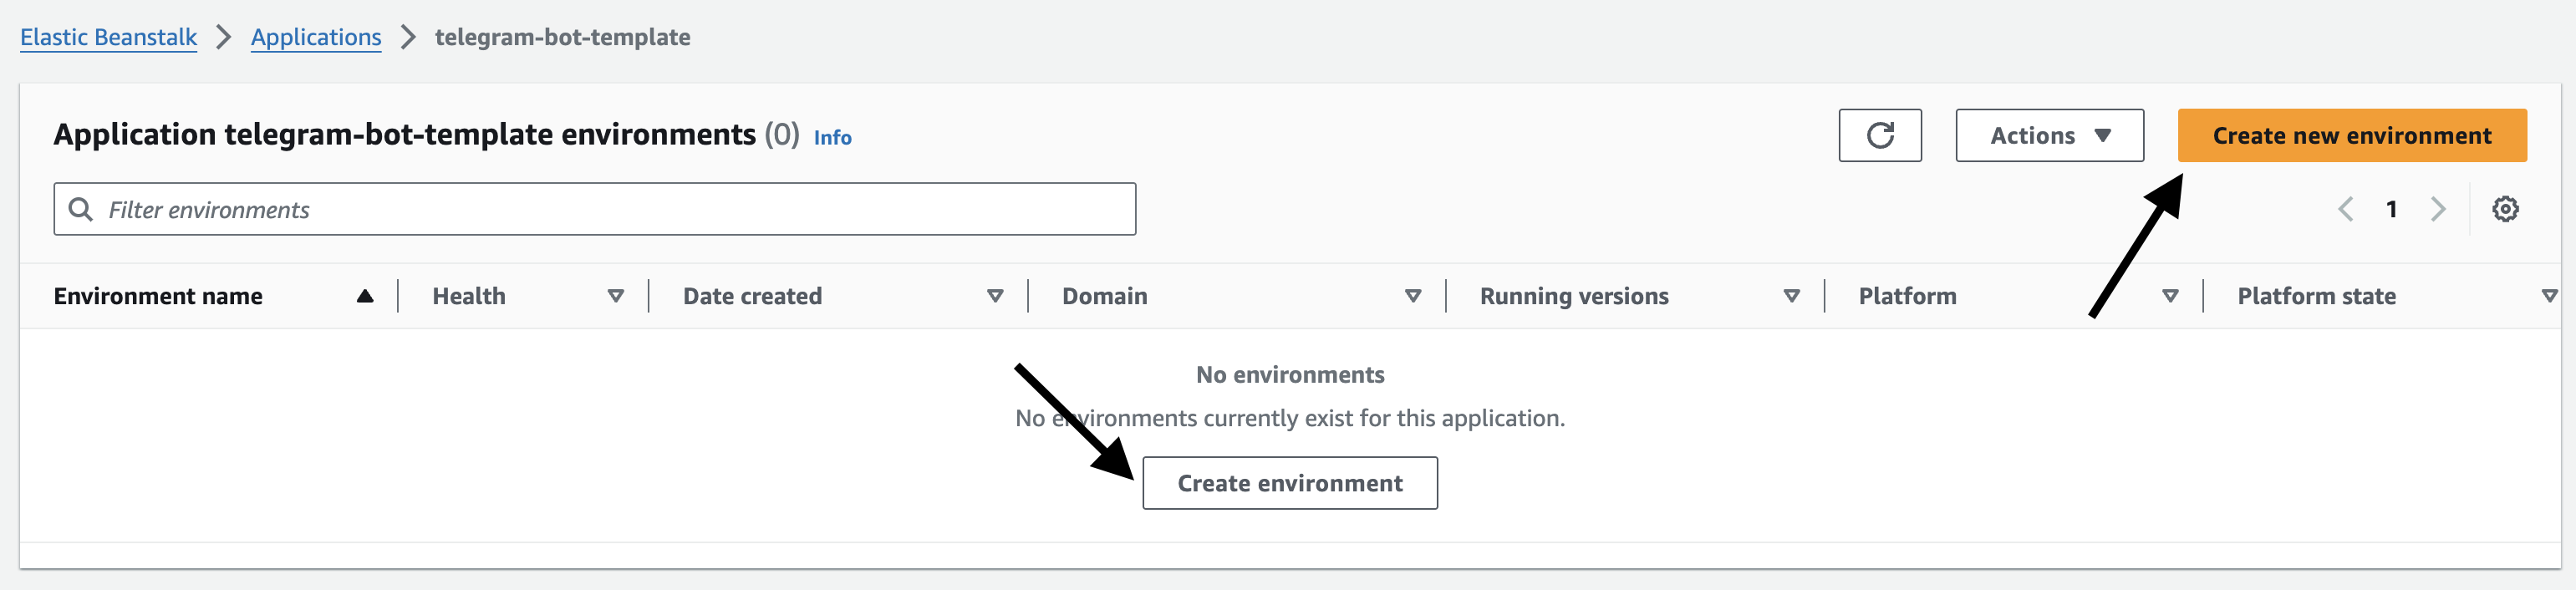 Elastic Beanstalk > Applications > telegram-bot-template
Application telegram-bot-template environments (0) Info
Actions
Create new environment
Filter environments
1
Environment name Health Date created Domain Running versions Platform Platform state
No environments
No environments currently exist for this application.
Create environment